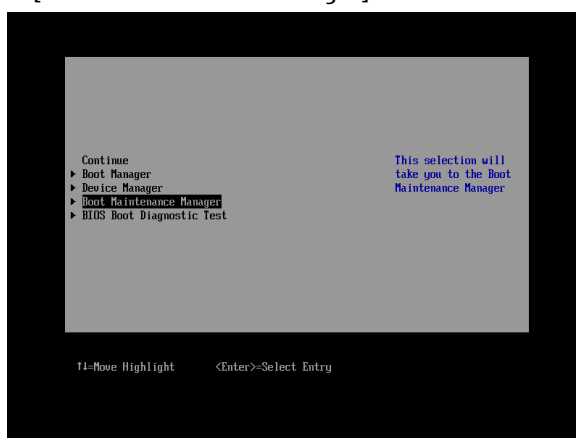 Continue
▶ Boot Manager
▶ Device Manager
▶ Boot Maintenance Manager
▶ BIOS Boot Diagnostic Test
This selection will
take you to the Boot
Maintenance Manager
↑↓=Move Highlight <Enter>=Select Entry